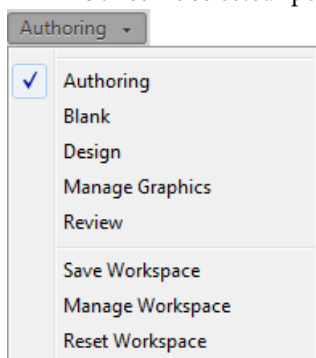 Authoring
Authoring
Blank
Design
Manage Graphics
Review
Save Workspace
Manage Workspace
Reset Workspace